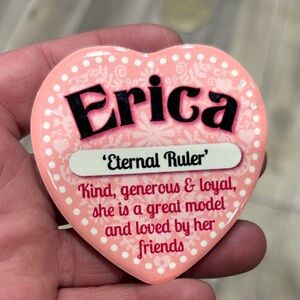 Erica
'Eternal Ruler'
Kind, generous & loyal,
she is a great model
and loved by her
friends